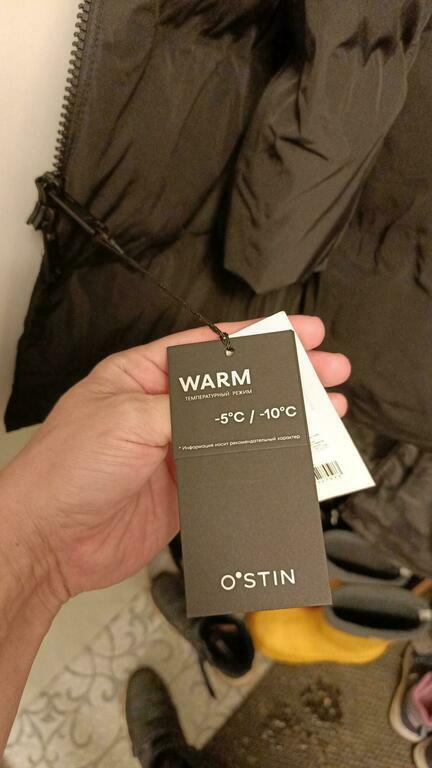 WARM
ТЕМПЕРАТУРНЫЙ РЕЖИМ
-5°C / -10°C
* Информация носит рекомендательный характер
O'STIN